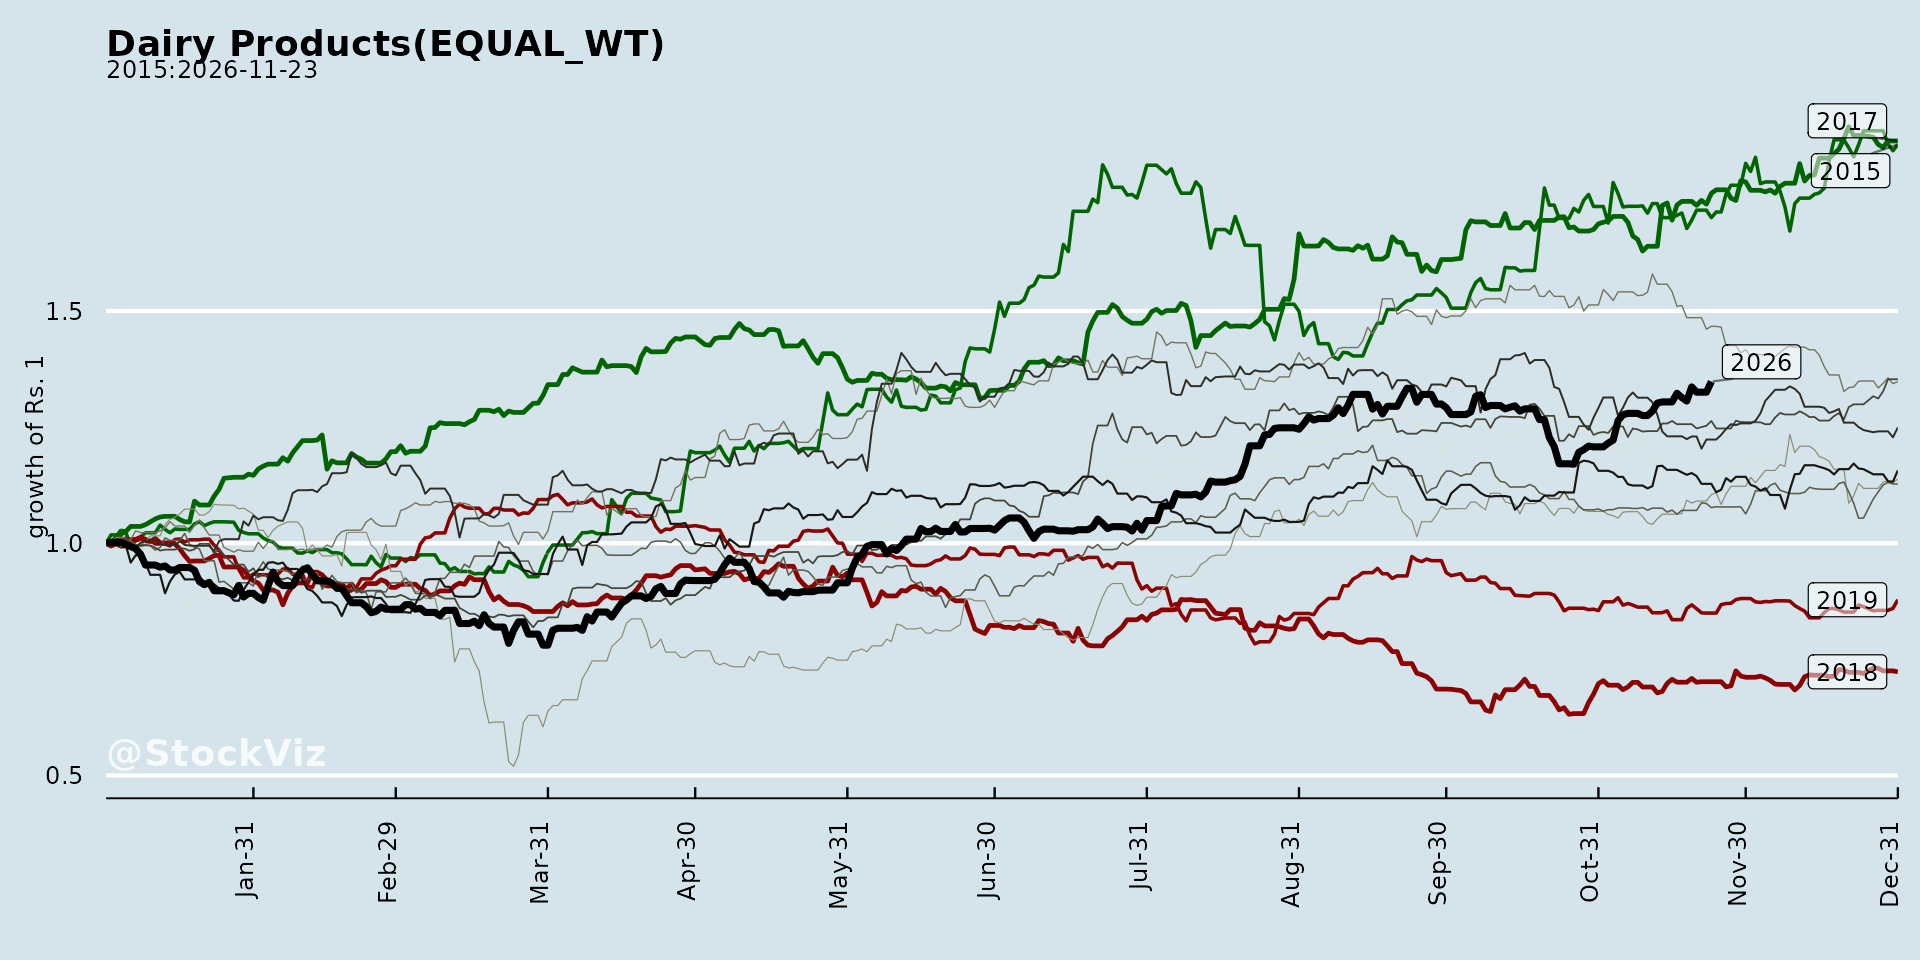 Dairy Products(EQUAL_WT)
2015:2026-11-23
2017
2015
1.5
2026
growth of Rs. 1
1.0
2019
2018
@StockViz
0.5
Jan-31
Feb-29
Mar-31
Apr-30
May-31
Jun-30
Jul-31
Aug-31
Sep-30
Oct-31
Nov-30
Dec-31